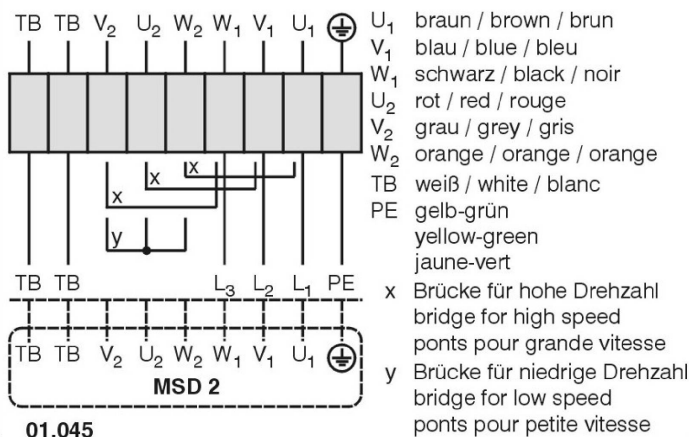 TB TB V₂ U₂ W₂ W₁ V₁ U₁
x
x
x
y
TB TB L₃ L₂ L₁ PE
TB TB V₂ U₂ W₂ W₁ V₁ U₁
MSD 2
01.045
U₁ braun / brown / brun
V₁ blau / blue / bleu
W₁ schwarz / black / noir
U₂ rot / red / rouge
V₂ grau / grey / gris
W₂ orange / orange / orange
TB weiß / white / blanc
PE gelb-grün
yellow-green
jaune-vert
x Brücke für hohe Drehzahl
bridge for high speed
ponts pour grande vitesse
y Brücke für niedrige Drehzahl
bridge for low speed
ponts pour petite vitesse